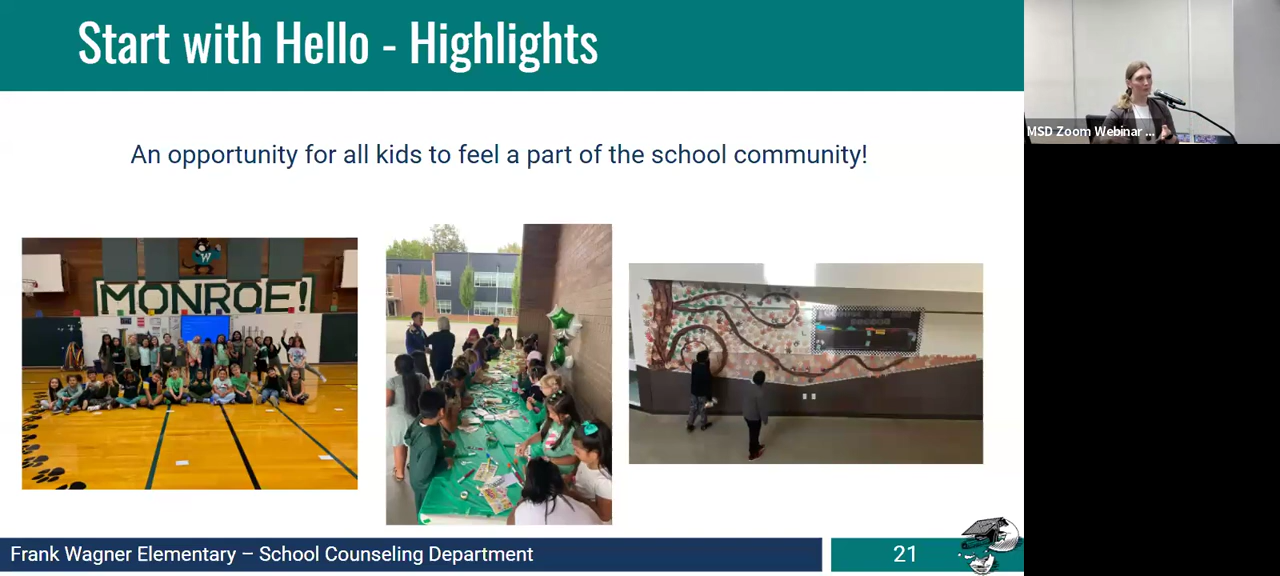 Start with Hello - Highlights
An opportunity for all kids to feel a part of the school community!
W
MONROE!
Frank Wagner Elementary – School Counseling Department
21
MSD Zoom Webinar ...